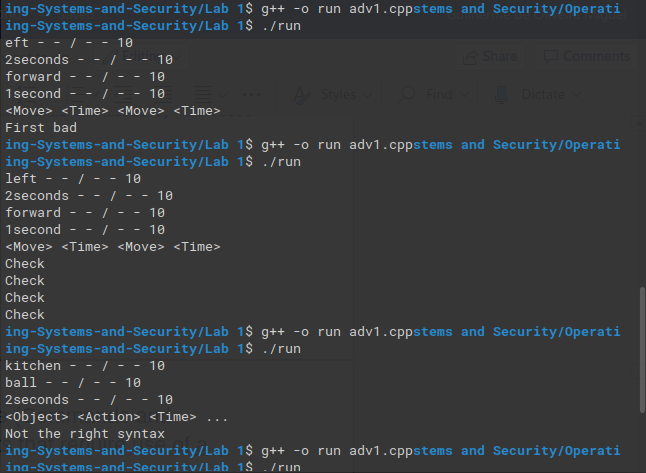 ing-Systems-and-Security/Lab 1$ g++ -o run adv1.cppstems and Security/Operati
ing-Systems-and-Security/Lab 1$ ./run
eft - - / - - 10
2seconds - - / - - 10
forward - - / - - 10
1second - - / - - 10
<Move> <Time> <Move> <Time>
First bad
ing-Systems-and-Security/Lab 1$ g++ -o run adv1.cppstems and Security/Operati
ing-Systems-and-Security/Lab 1$ ./run
left - - / - - 10
2seconds - - / - - 10
forward - - / - - 10
1second - - / - - 10
<Move> <Time> <Move> <Time>
Check
Check
Check
Check
ing-Systems-and-Security/Lab 1$ g++ -o run adv1.cppstems and Security/Operati
ing-Systems-and-Security/Lab 1$ ./run
kitchen - - / - - 10
ball - - / - - 10
2seconds - - / - - 10
<Object> <Action> <Time> ...
Not the right syntax
ing-Systems-and-Security/Lab 1$ g++ -o run adv1.cppstems and Security/Operati
ing-Systems-and-Security/Lab 1$ ./run
Share
Comments
Styles
Find
Dictate